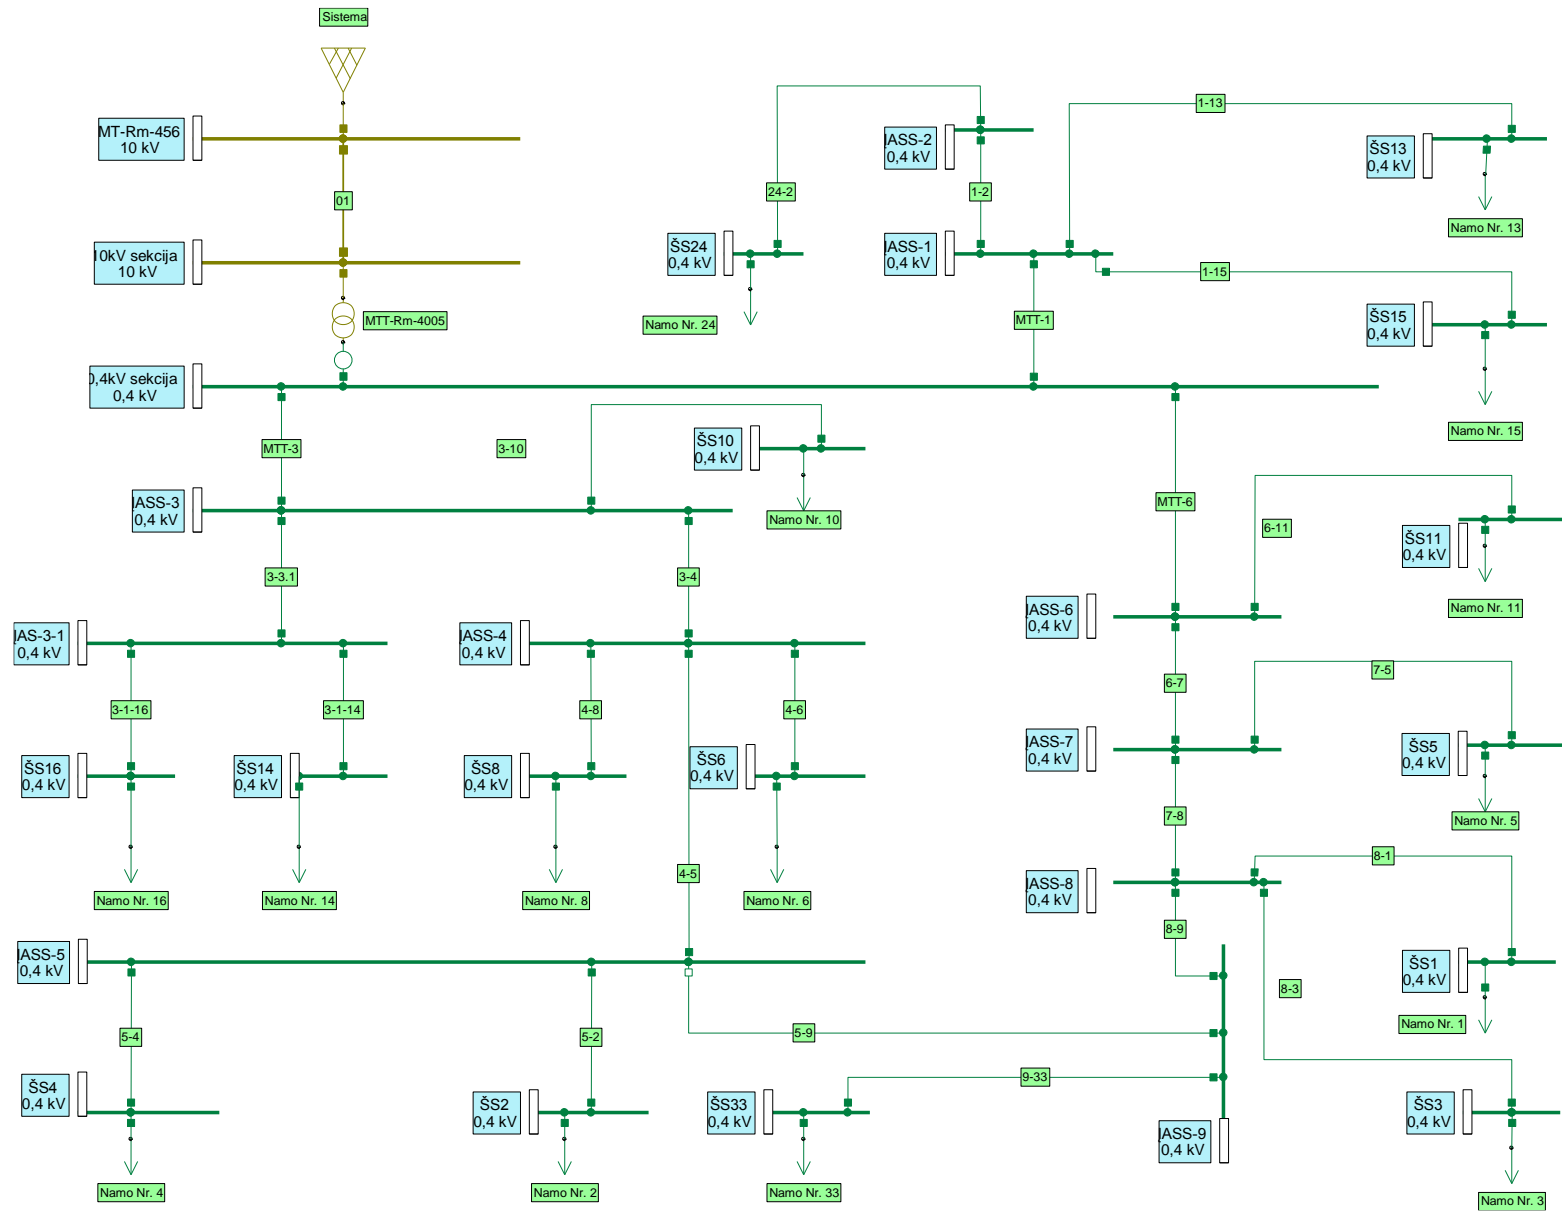 Sistema
MT-Rm-456
10 kV
01
10kV sekcija
10 kV
MTT-Rm-4005
0,4kV sekcija
0,4 kV
24-2
ŠS24
0,4 kV
Namo Nr. 24
ĮASS-2
0,4 kV
1-2
ĮASS-1
0,4 kV
MTT-1
1-13
ŠS13
0,4 kV
Namo Nr. 13
1-15
ŠS15
0,4 kV
Namo Nr. 15
MTT-3
3-10
ŠS10
0,4 kV
Namo Nr. 10
ĮASS-3
0,4 kV
3-3.1
3-4
MTT-6
6-11
ŠS11
0,4 kV
Namo Nr. 11
ĮAS-3-1
0,4 kV
ĮASS-4
0,4 kV
ĮASS-6
0,4 kV
3-1-16
3-1-14
4-8
4-6
6-7
7-5
ŠS16
0,4 kV
ŠS14
0,4 kV
ŠS8
0,4 kV
ŠS6
0,4 kV
ĮASS-7
0,4 kV
ŠS5
0,4 kV
Namo Nr. 5
7-8
4-5
8-1
Namo Nr. 16
Namo Nr. 14
Namo Nr. 8
Namo Nr. 6
ĮASS-8
0,4 kV
8-9
ĮASS-5
0,4 kV
ŠS1
0,4 kV
Namo Nr. 1
8-3
5-4
5-2
5-9
9-33
ŠS4
0,4 kV
ŠS2
0,4 kV
ŠS33
0,4 kV
ĮASS-9
0,4 kV
ŠS3
0,4 kV
Namo Nr. 4
Namo Nr. 2
Namo Nr. 33
Namo Nr. 3